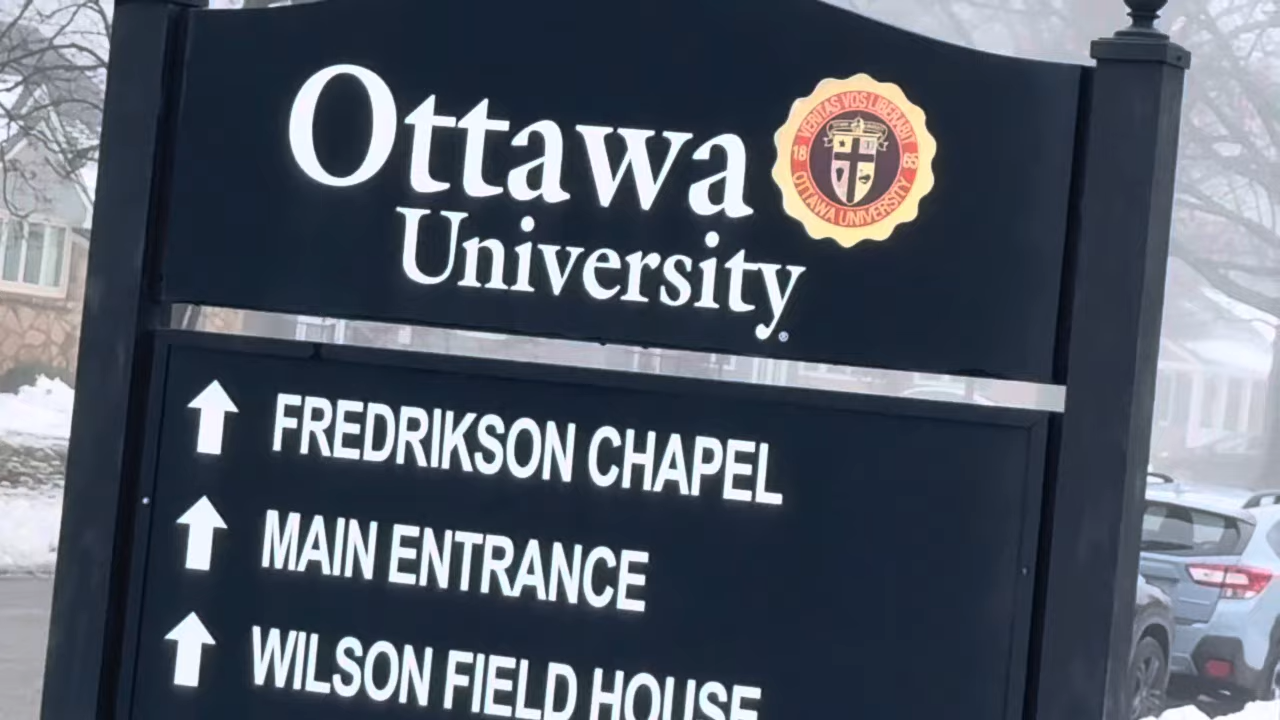 Ottawa
University®
VERITAS VOS LIBERABIT
18 65
OTTAWA UNIVERSITY
FREDRIKSON CHAPEL
MAIN ENTRANCE
WILSON FIELD HOUSE